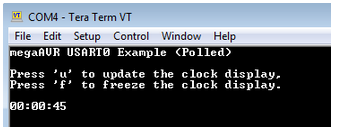 COM4 - Tera Term VT
File Edit Setup Control Window Help
megaAVR USART0 Example (Polled)
Press 'u' to update the clock display,
Press 'f' to freeze the clock display.
00:00:45